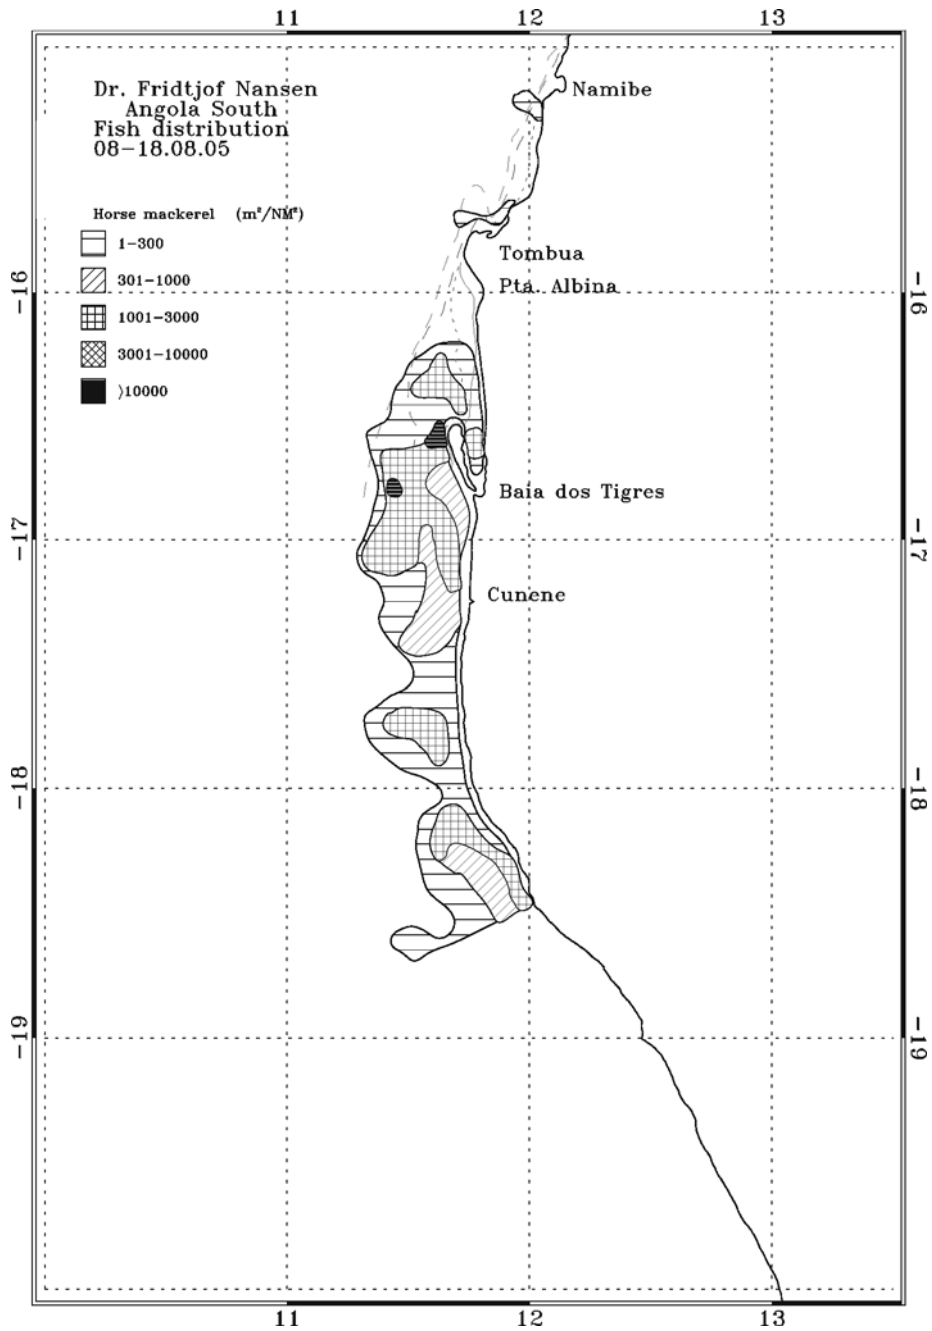 11 12 13
Dr. Fridtjof Nansen
Angola South
Fish distribution
08-18.08.05
Namibe
Horse mackerel (m²/NM²)
1-300
301-1000
1001-3000
3001-10000
⟩10000
Tombua
Pta. Albina
-16 -16
Baia dos Tigres
-17 -17
Cunene
-18 -18
-19 -19
11 12 13